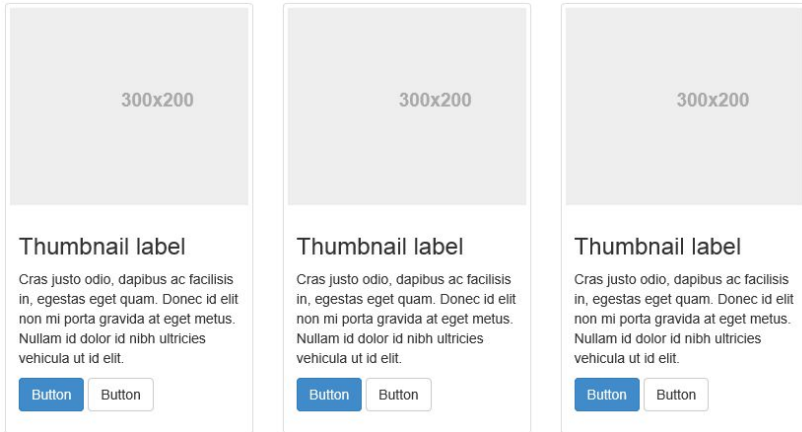 300x200
Thumbnail label
Cras justo odio, dapibus ac facilisis
in, egestas eget quam. Donec id elit
non mi porta gravida at eget metus.
Nullam id dolor id nibh ultricies
vehicula ut id elit.
Button Button
300x200
Thumbnail label
Cras justo odio, dapibus ac facilisis
in, egestas eget quam. Donec id elit
non mi porta gravida at eget metus.
Nullam id dolor id nibh ultricies
vehicula ut id elit.
Button Button
300x200
Thumbnail label
Cras justo odio, dapibus ac facilisis
in, egestas eget quam. Donec id elit
non mi porta gravida at eget metus.
Nullam id dolor id nibh ultricies
vehicula ut id elit.
Button Button